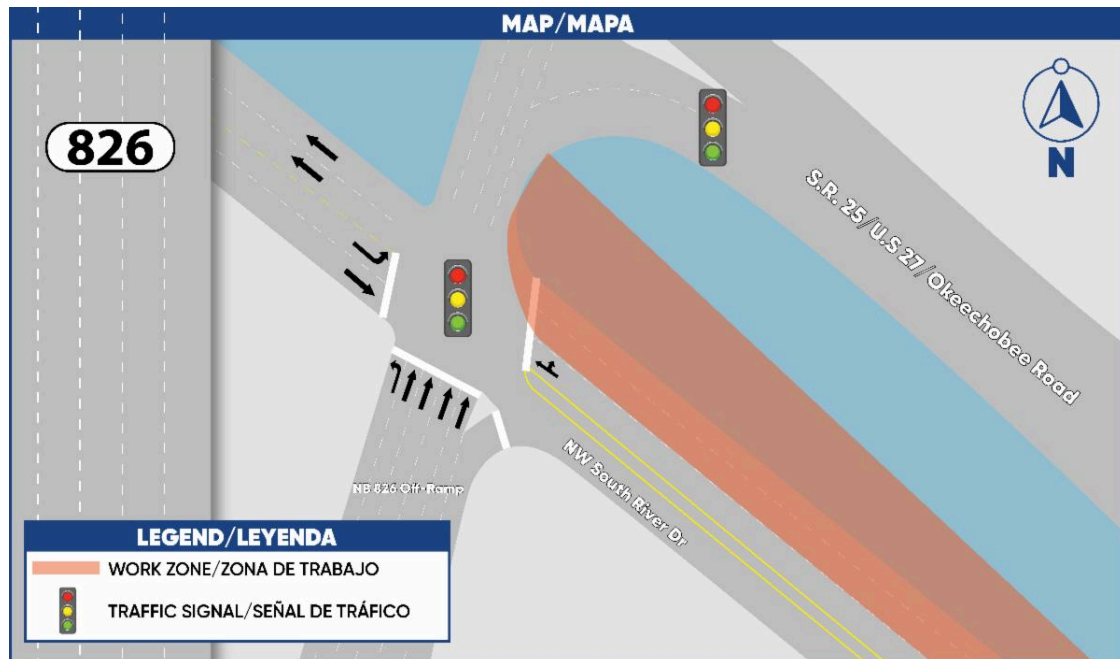 MAP/MAPA
826
N
S.R. 25/U.S 27/Okeechobee Road
NW South River Dr
NB 826 Off-Ramp
LEGEND/LEYENDA
WORK ZONE/ZONA DE TRABAJO
TRAFFIC SIGNAL/SEÑAL DE TRÁFICO